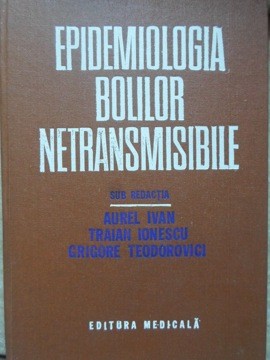 EPIDEMIOLOGIA
BOLILOR
NETRANSMISIBILE
SUB REDACȚIA
AUREL IVAN
TRAIAN IONESCU
GRIGORE TEODOROVICI
EDITURA MEDICALĂ